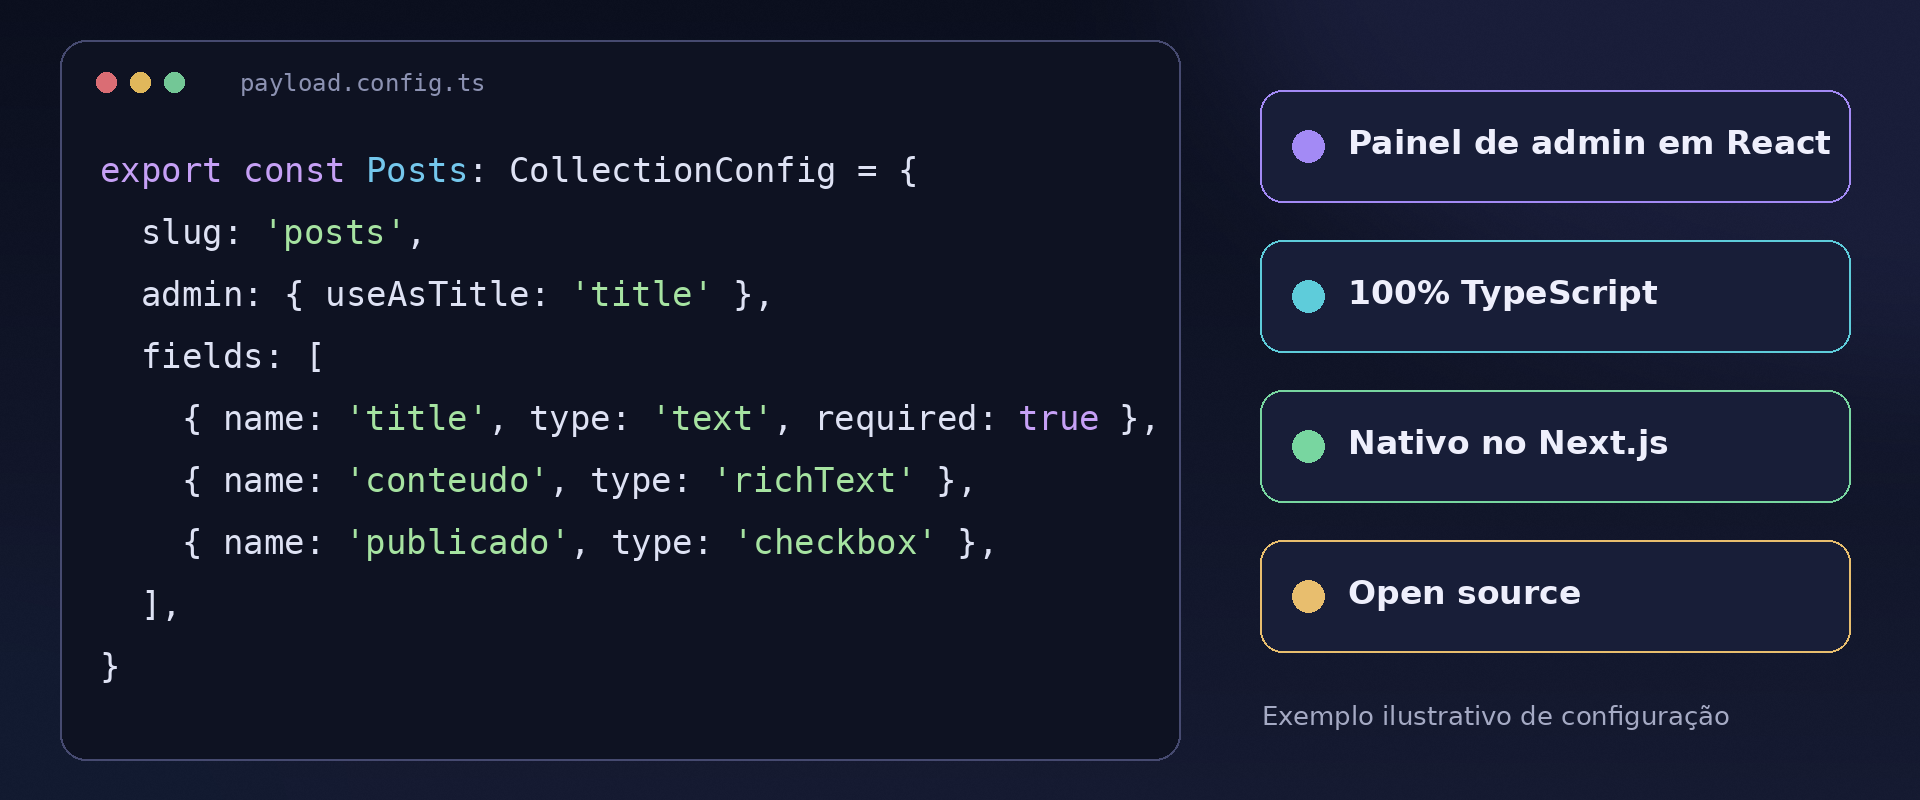 payload.config.ts
export const Posts: CollectionConfig = {
  slug: 'posts',
  admin: { useAsTitle: 'title' },
  fields: [
    { name: 'title', type: 'text', required: true },
    { name: 'conteudo', type: 'richText' },
    { name: 'publicado', type: 'checkbox' },
  ],
}
Painel de admin em React
100% TypeScript
Nativo no Next.js
Open source
Exemplo ilustrativo de configuração